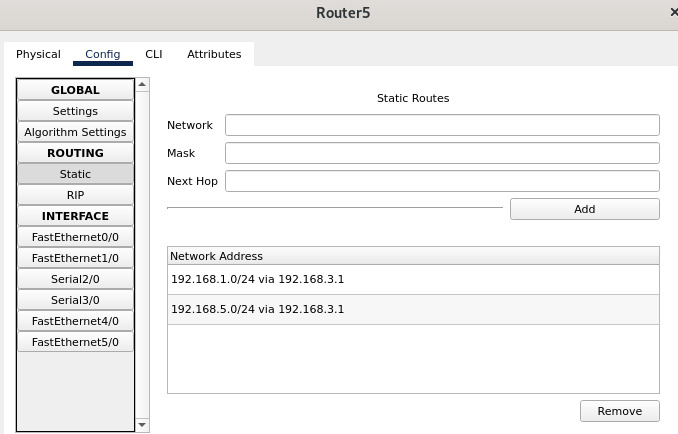 Router5
Physical Config CLI Attributes
GLOBAL
Settings
Algorithm Settings
ROUTING
Static
RIP
INTERFACE
FastEthernet0/0
FastEthernet1/0
Serial2/0
Serial3/0
FastEthernet4/0
FastEthernet5/0
Static Routes
Network
Mask
Next Hop
Add
Network Address
192.168.1.0/24 via 192.168.3.1
192.168.5.0/24 via 192.168.3.1
Remove